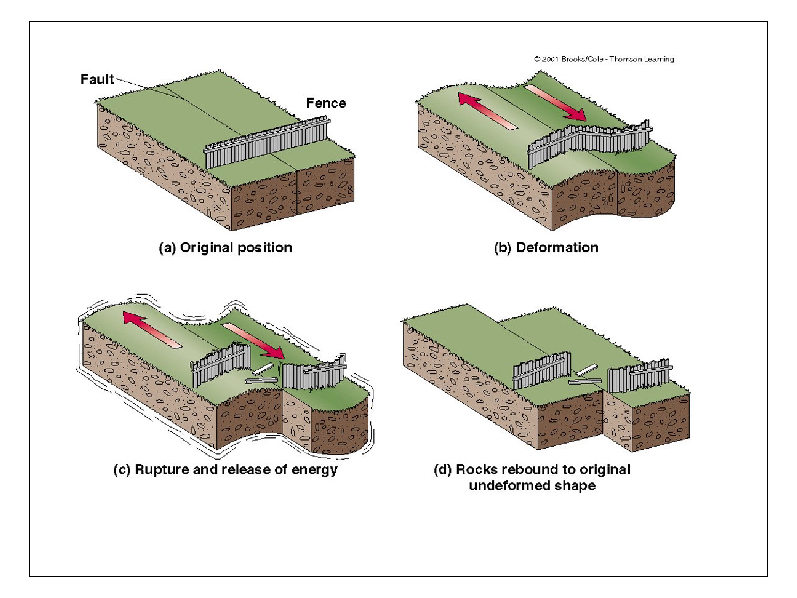 © 2001 Brooks/Cole - Thomson Learning
Fault
Fence
(a) Original position
(b) Deformation
(c) Rupture and release of energy
(d) Rocks rebound to original
undeformed shape